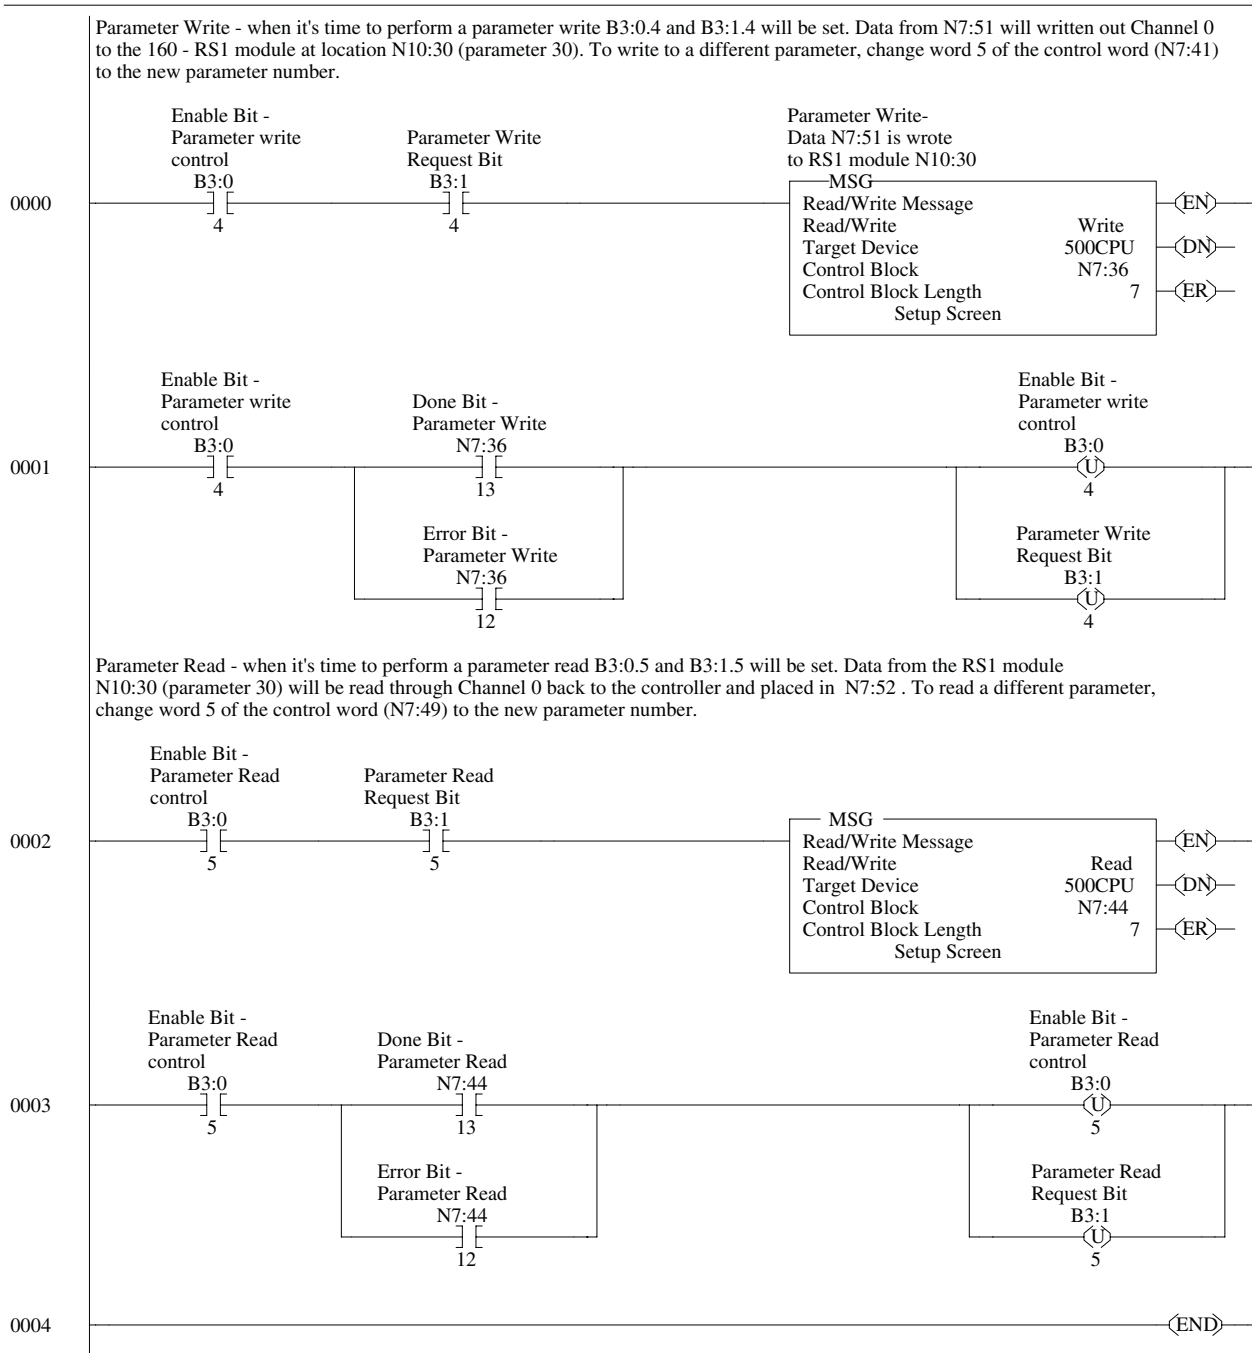 Parameter Write - when it's time to perform a parameter write B3:0.4 and B3:1.4 will be set. Data from N7:51 will written out Channel 0
to the 160 - RS1 module at location N10:30 (parameter 30). To write to a different parameter, change word 5 of the control word (N7:41)
to the new parameter number.
Enable Bit -
Parameter write
control
B3:0
4
Parameter Write
Request Bit
B3:1
4
Parameter Write-
Data N7:51 is wrote
to RS1 module N10:30
0000
MSG
Read/Write Message
Read/Write Write
Target Device 500CPU
Control Block N7:36
Control Block Length 7
Setup Screen
EN
DN
ER
0001
Enable Bit -
Parameter write
control
B3:0
4
Done Bit -
Parameter Write
N7:36
13
Error Bit -
Parameter Write
N7:36
12
Enable Bit -
Parameter write
control
B3:0
U
4
Parameter Write
Request Bit
B3:1
U
4
Parameter Read - when it's time to perform a parameter read B3:0.5 and B3:1.5 will be set. Data from the RS1 module
N10:30 (parameter 30) will be read through Channel 0 back to the controller and placed in N7:52 . To read a different parameter,
change word 5 of the control word (N7:49) to the new parameter number.
0002
Enable Bit -
Parameter Read
control
B3:0
5
Parameter Read
Request Bit
B3:1
5
MSG
Read/Write Message
Read/Write Read
Target Device 500CPU
Control Block N7:44
Control Block Length 7
Setup Screen
EN
DN
ER
0003
Enable Bit -
Parameter Read
control
B3:0
5
Done Bit -
Parameter Read
N7:44
13
Error Bit -
Parameter Read
N7:44
12
Enable Bit -
Parameter Read
control
B3:0
U
5
Parameter Read
Request Bit
B3:1
U
5
0004
END